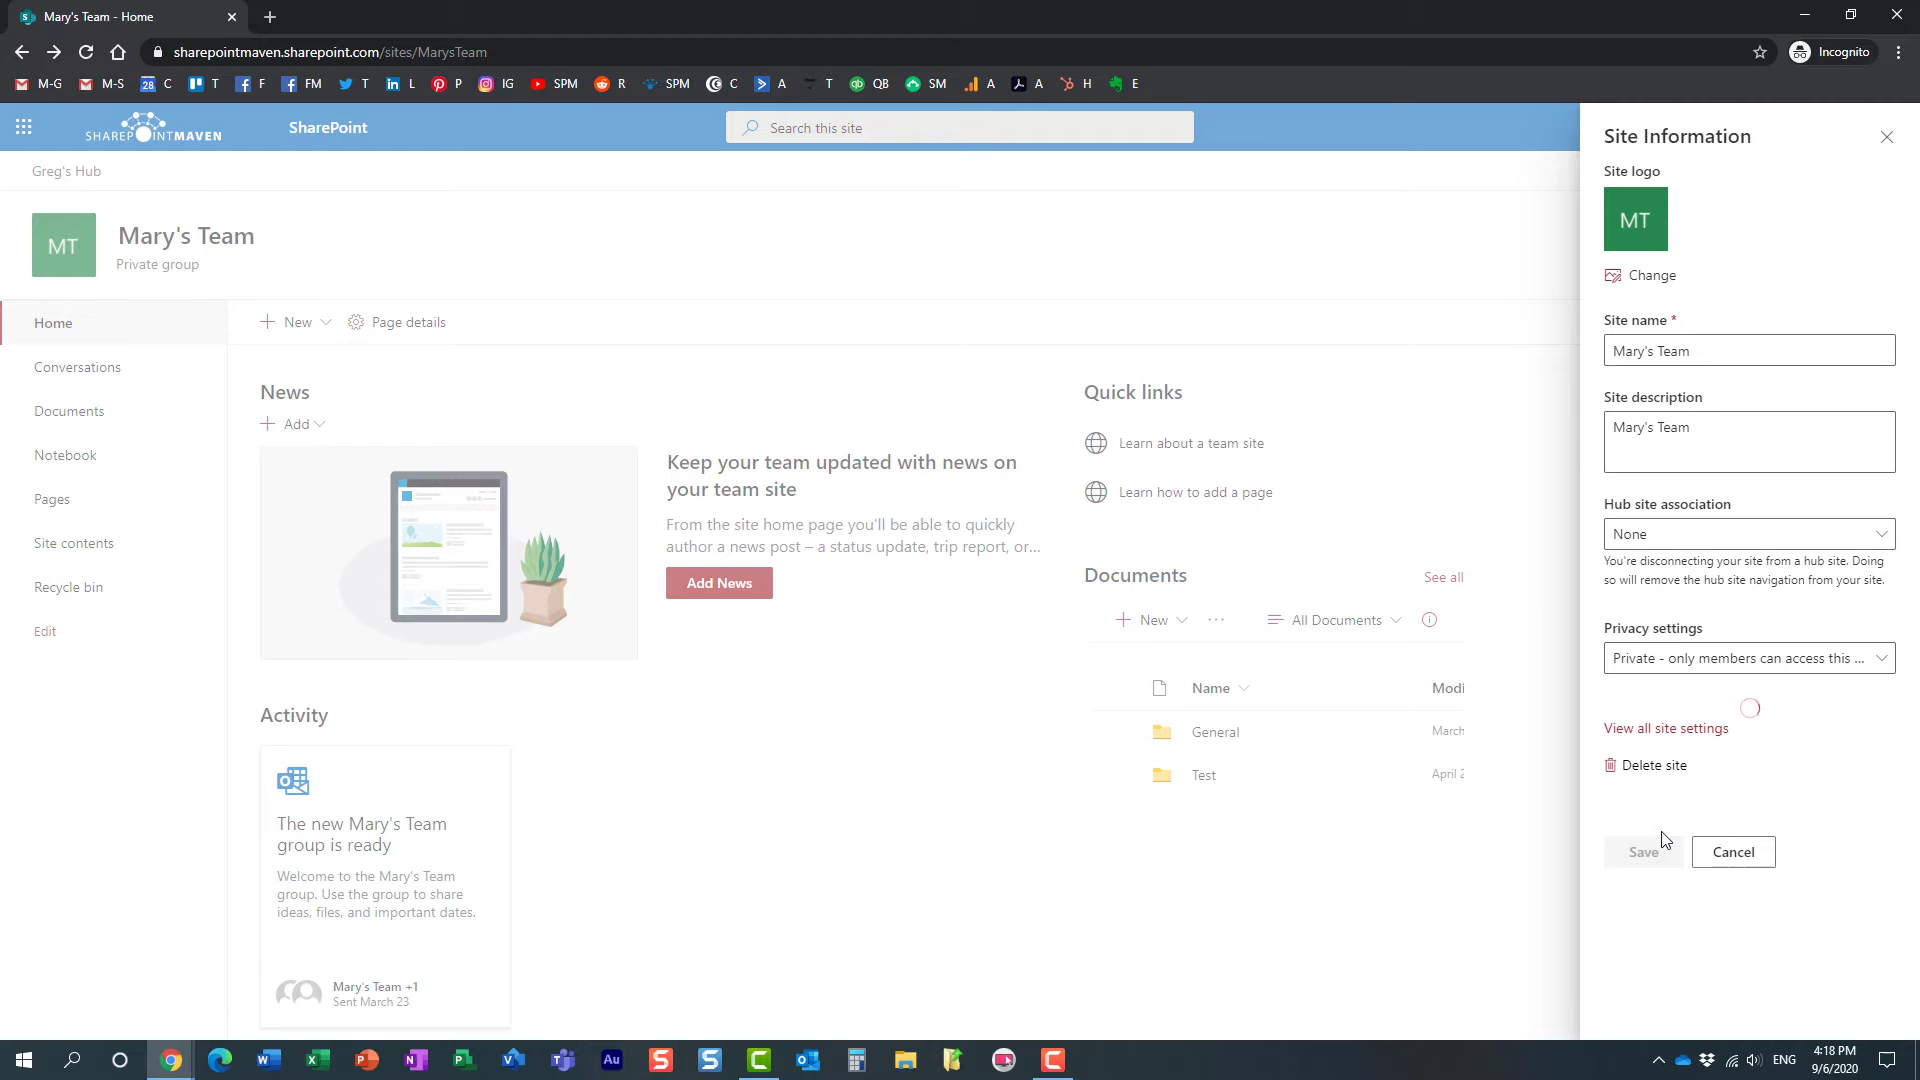 Mary's Team - Home
sharepointmaven.sharepoint.com/sites/MarysTeam
Incognito
M-G M-S 28 C T F FM T L P IG SPM R SPM C A T QB SM A A H E
SHAREPOINTMAVEN
SharePoint
Search this site
Greg's Hub
MT
Mary's Team
Private group
Home
Conversations
Documents
Notebook
Pages
Site contents
Recycle bin
Edit
New
Page details
News
Add
Keep your team updated with news on
your team site
From the site home page you'll be able to quickly
author a news post – a status update, trip report, or...
Add News
Activity
The new Mary's Team
group is ready
Welcome to the Mary's Team
group. Use the group to share
ideas, files, and important dates.
Mary's Team +1
Sent March 23
Quick links
Learn about a team site
Learn how to add a page
Documents
See all
New
All Documents
Name
Modi
General
March
Test
April 2
Site Information
Site logo
MT
Change
Site name *
Mary's Team
Site description
Mary's Team
Hub site association
None
You're disconnecting your site from a hub site. Doing
so will remove the hub site navigation from your site.
Privacy settings
Private - only members can access this ...
View all site settings
Delete site
Save
Cancel
ENG
4:18 PM
9/6/2020